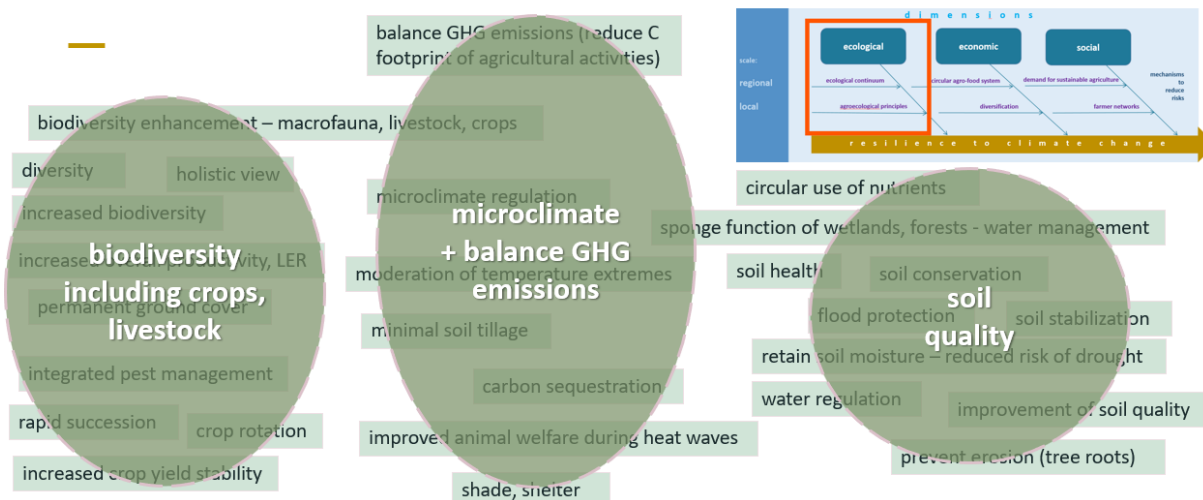 balance GHG emissions (reduce C
footprint of agricultural activities)
dimensions
ecological
economic
social
scale:
regional
local
ecological continuum
circular agro-food system
demand for sustainable agriculture
mechanisms
to
reduce
risks
agroecological principles
diversification
farmer networks
resilience to climate change
biodiversity enhancement – macrofauna, livestock, crops
diversity
holistic view
increased biodiversity
increased overall productivity, LER
permanent ground cover
integrated pest management
rapid succession
crop rotation
increased crop yield stability
biodiversity
including crops,
livestock
microclimate regulation
moderation of temperature extremes
minimal soil tillage
carbon sequestration
improved animal welfare during heat waves
shade, shelter
microclimate
+ balance GHG
emissions
circular use of nutrients
sponge function of wetlands, forests - water management
soil health
soil conservation
flood protection
soil stabilization
retain soil moisture – reduced risk of drought
water regulation
improvement of soil quality
prevent erosion (tree roots)
soil
quality